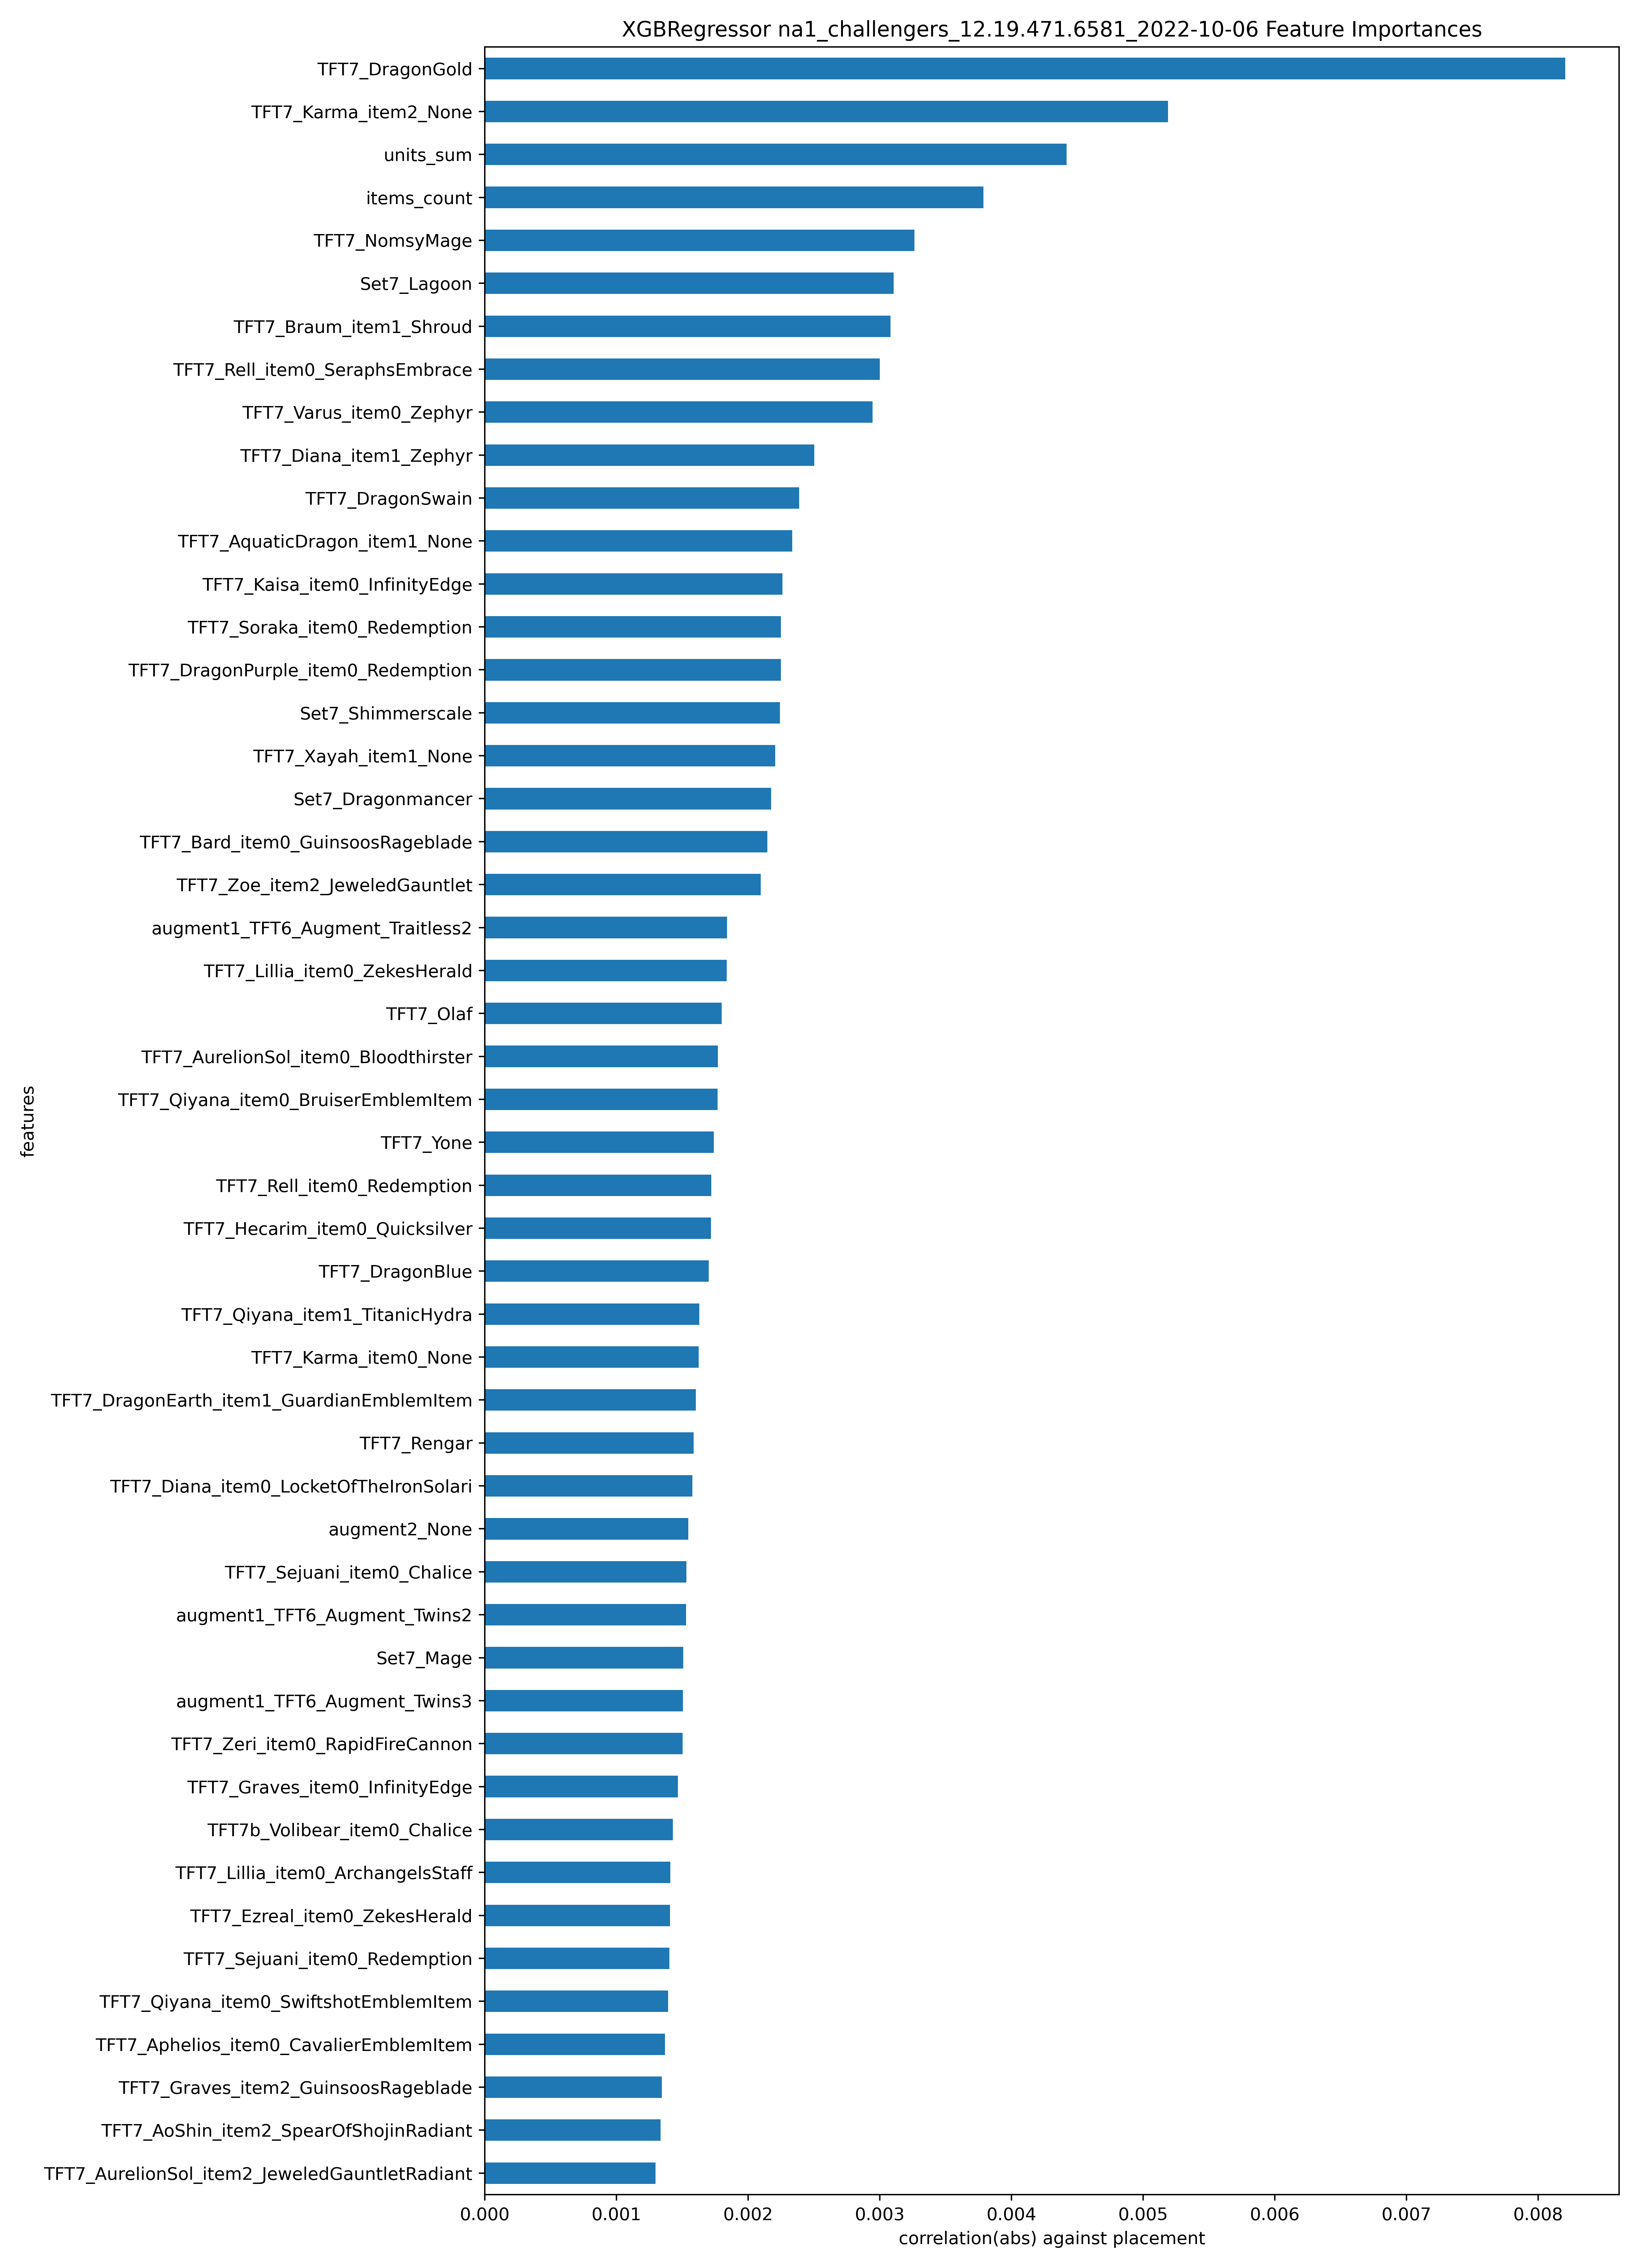 XGBRegressor na1_challengers_12.19.471.6581_2022-10-06 Feature Importances
TFT7_DragonGold
TFT7_Karma_item2_None
units_sum
items_count
TFT7_NomsyMage
Set7_Lagoon
TFT7_Braum_item1_Shroud
TFT7_Rell_item0_SeraphsEmbrace
TFT7_Varus_item0_Zephyr
TFT7_Diana_item1_Zephyr
TFT7_DragonSwain
TFT7_AquaticDragon_item1_None
TFT7_Kaisa_item0_InfinityEdge
TFT7_Soraka_item0_Redemption
TFT7_DragonPurple_item0_Redemption
Set7_Shimmerscale
TFT7_Xayah_item1_None
Set7_Dragonmancer
TFT7_Bard_item0_GuinsoosRageblade
TFT7_Zoe_item2_JeweledGauntlet
augment1_TFT6_Augment_Traitless2
TFT7_Lillia_item0_ZekesHerald
TFT7_Olaf
TFT7_AurelionSol_item0_Bloodthirster
TFT7_Qiyana_item0_BruiserEmblemItem
TFT7_Yone
TFT7_Rell_item0_Redemption
TFT7_Hecarim_item0_Quicksilver
TFT7_DragonBlue
TFT7_Qiyana_item1_TitanicHydra
TFT7_Karma_item0_None
TFT7_DragonEarth_item1_GuardianEmblemItem
TFT7_Rengar
TFT7_Diana_item0_LocketOfTheIronSolari
augment2_None
TFT7_Sejuani_item0_Chalice
augment1_TFT6_Augment_Twins2
Set7_Mage
augment1_TFT6_Augment_Twins3
TFT7_Zeri_item0_RapidFireCannon
TFT7_Graves_item0_InfinityEdge
TFT7b_Volibear_item0_Chalice
TFT7_Lillia_item0_ArchangelsStaff
TFT7_Ezreal_item0_ZekesHerald
TFT7_Sejuani_item0_Redemption
TFT7_Qiyana_item0_SwiftshotEmblemItem
TFT7_Aphelios_item0_CavalierEmblemItem
TFT7_Graves_item2_GuinsoosRageblade
TFT7_AoShin_item2_SpearOfShojinRadiant
TFT7_AurelionSol_item2_JeweledGauntletRadiant
features
0.000 0.001 0.002 0.003 0.004 0.005 0.006 0.007 0.008
correlation(abs) against placement